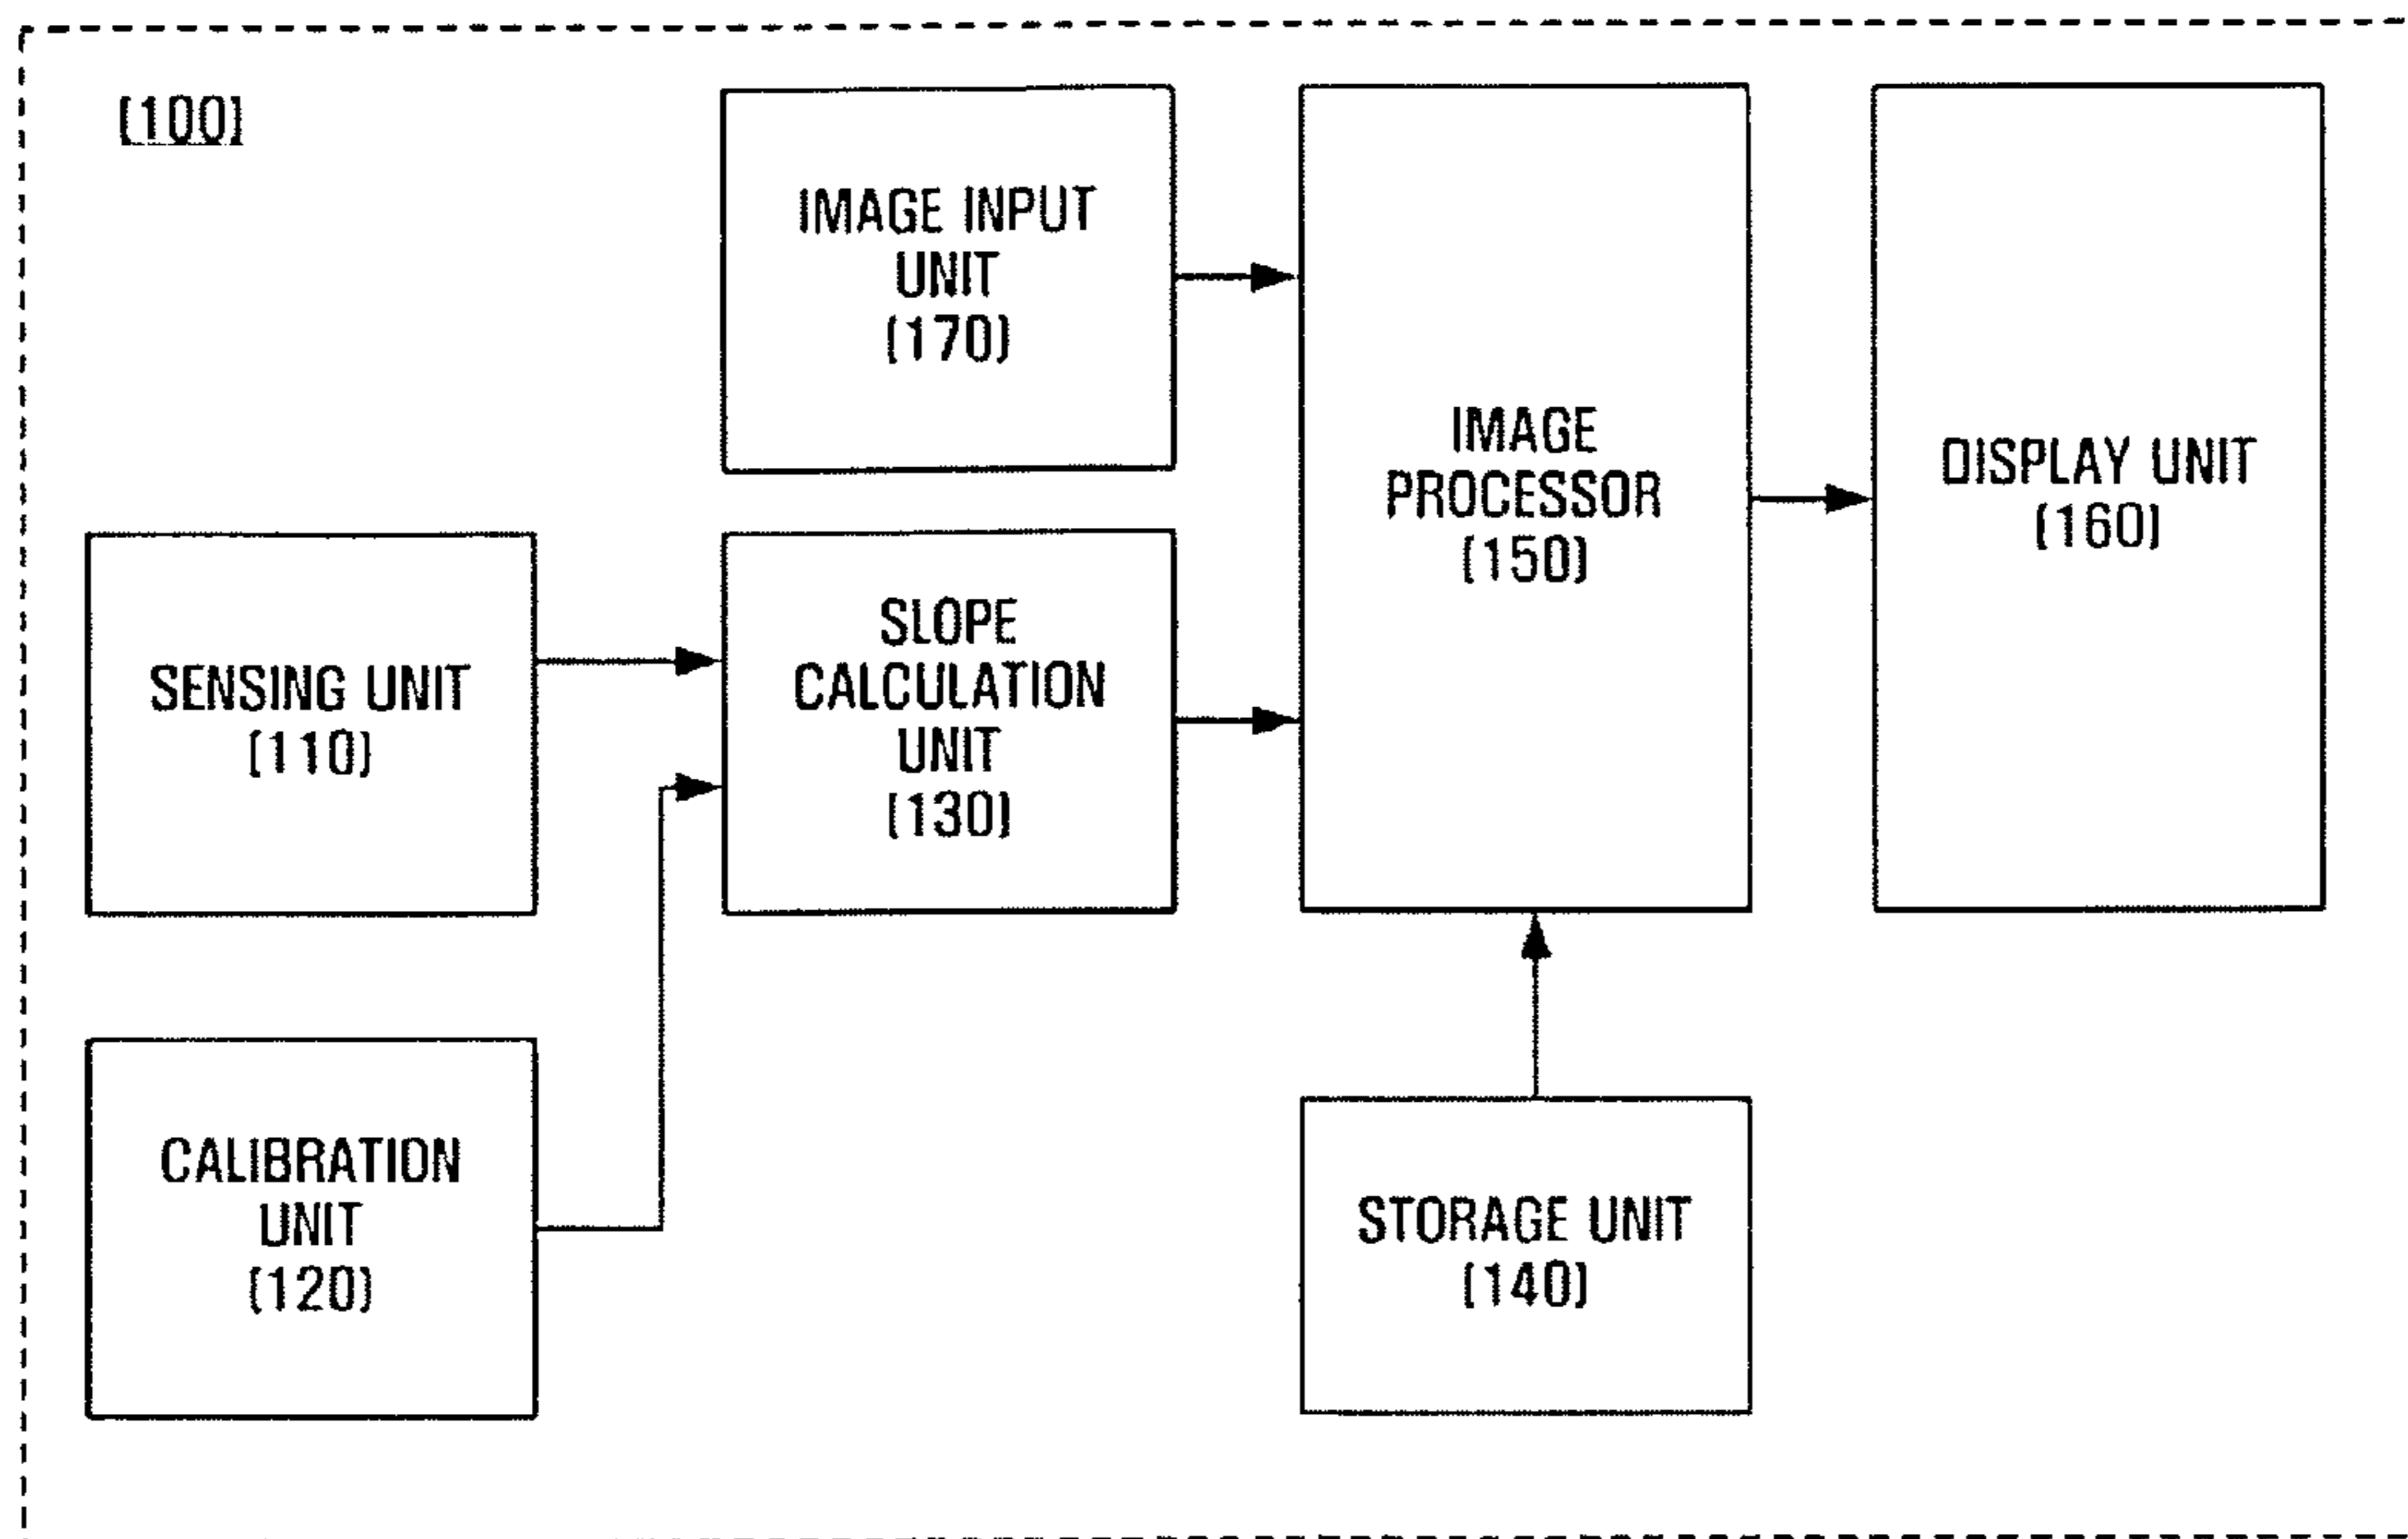 (100)
IMAGE INPUT
UNIT
(170)
IMAGE
PROCESSOR
(150)
DISPLAY UNIT
(160)
SENSING UNIT
(110)
SLOPE
CALCULATION
UNIT
(130)
CALIBRATION
UNIT
(120)
STORAGE UNIT
(140)